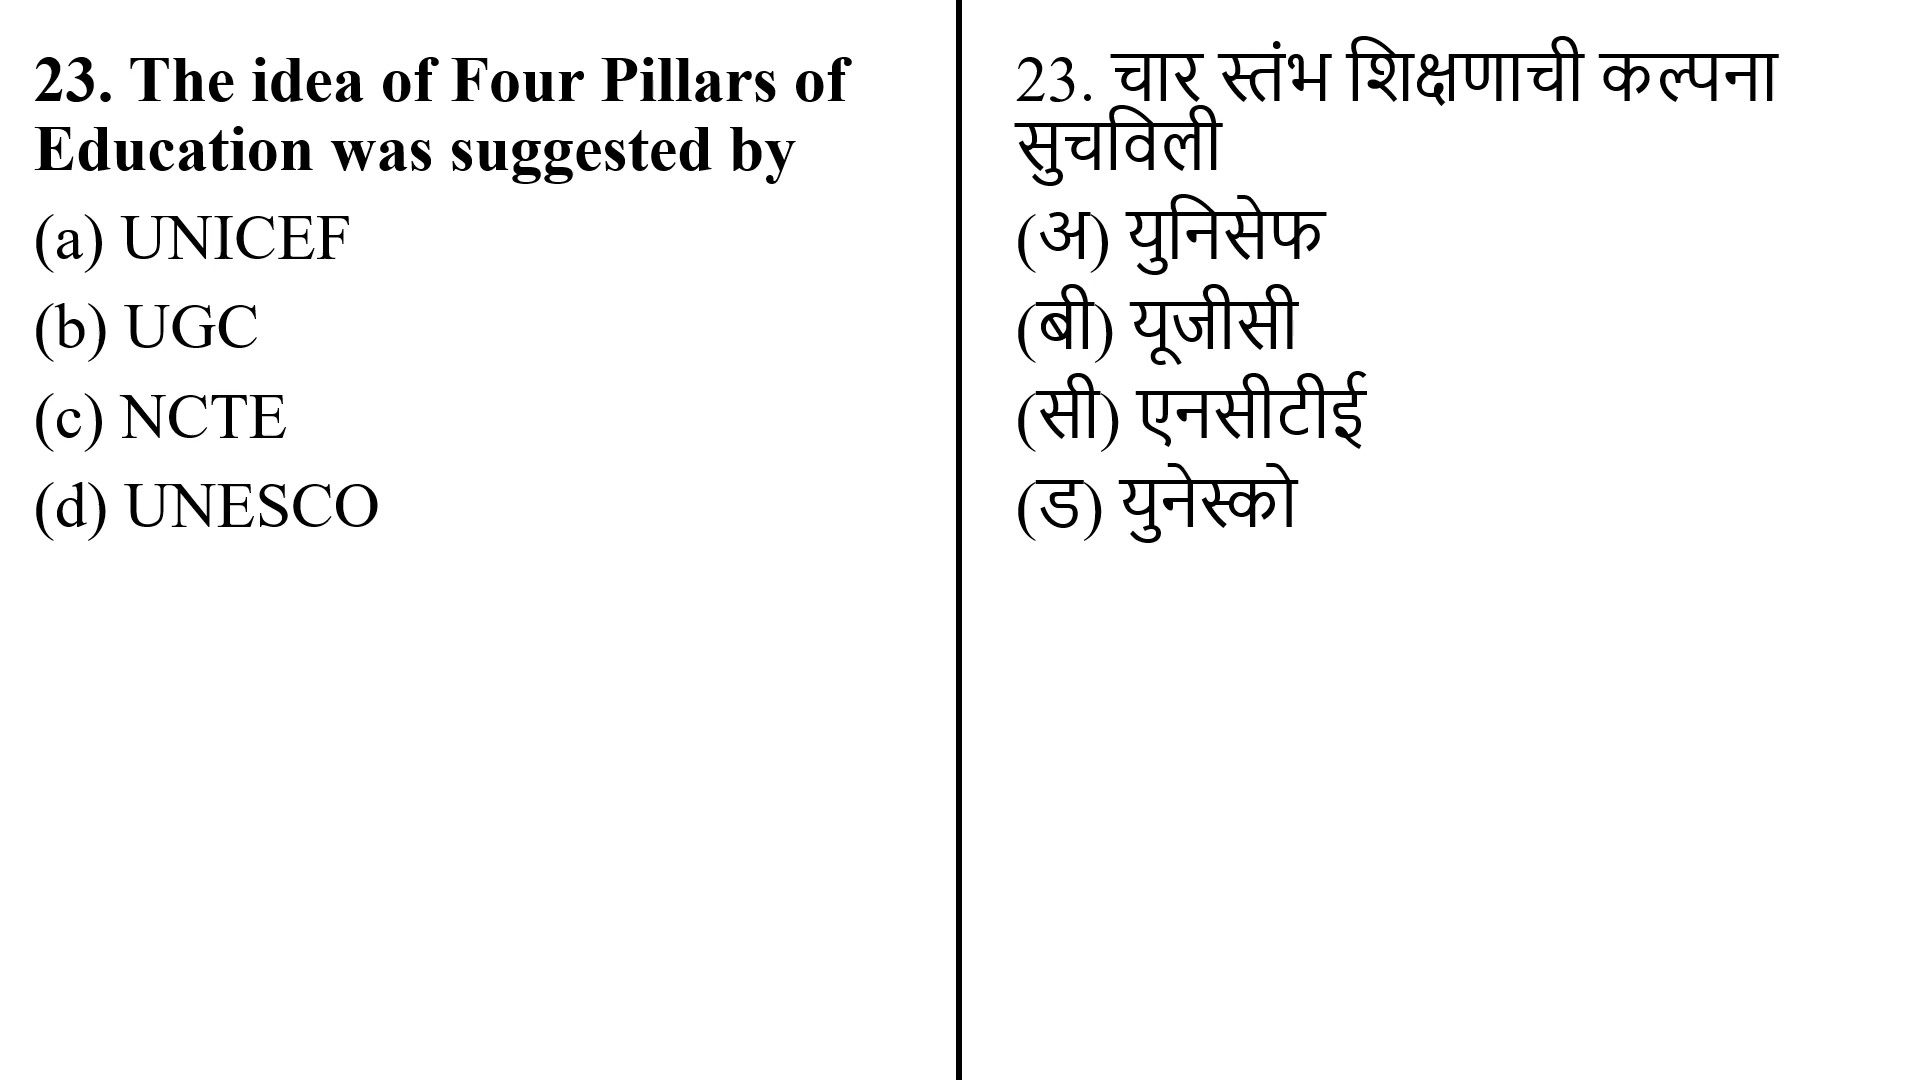 23. The idea of Four Pillars of
Education was suggested by
(a) UNICEF
(b) UGC
(c) NCTE
(d) UNESCO
23. चार स्तंभ शिक्षणाची कल्पना
सुचविली
(अ) युनिसेफ
(बी) यूजीसी
(सी) एनसीटीई
(ड) युनेस्को